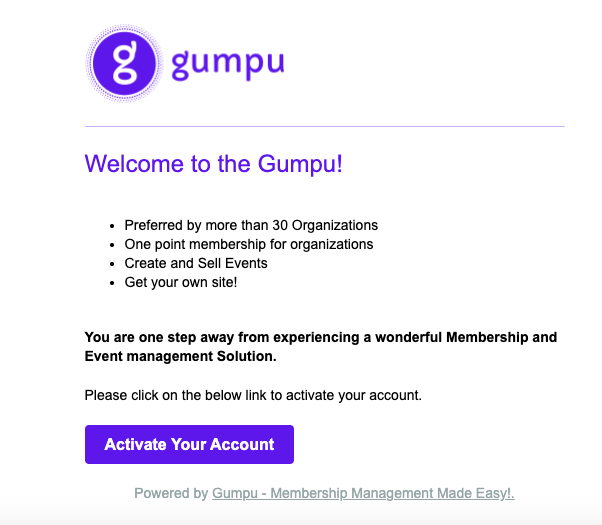 g gumpu
Welcome to the Gumpu!
• Preferred by more than 30 Organizations
• One point membership for organizations
• Create and Sell Events
• Get your own site!
You are one step away from experiencing a wonderful Membership and
Event management Solution.
Please click on the below link to activate your account.
Activate Your Account
Powered by Gumpu - Membership Management Made Easy!.